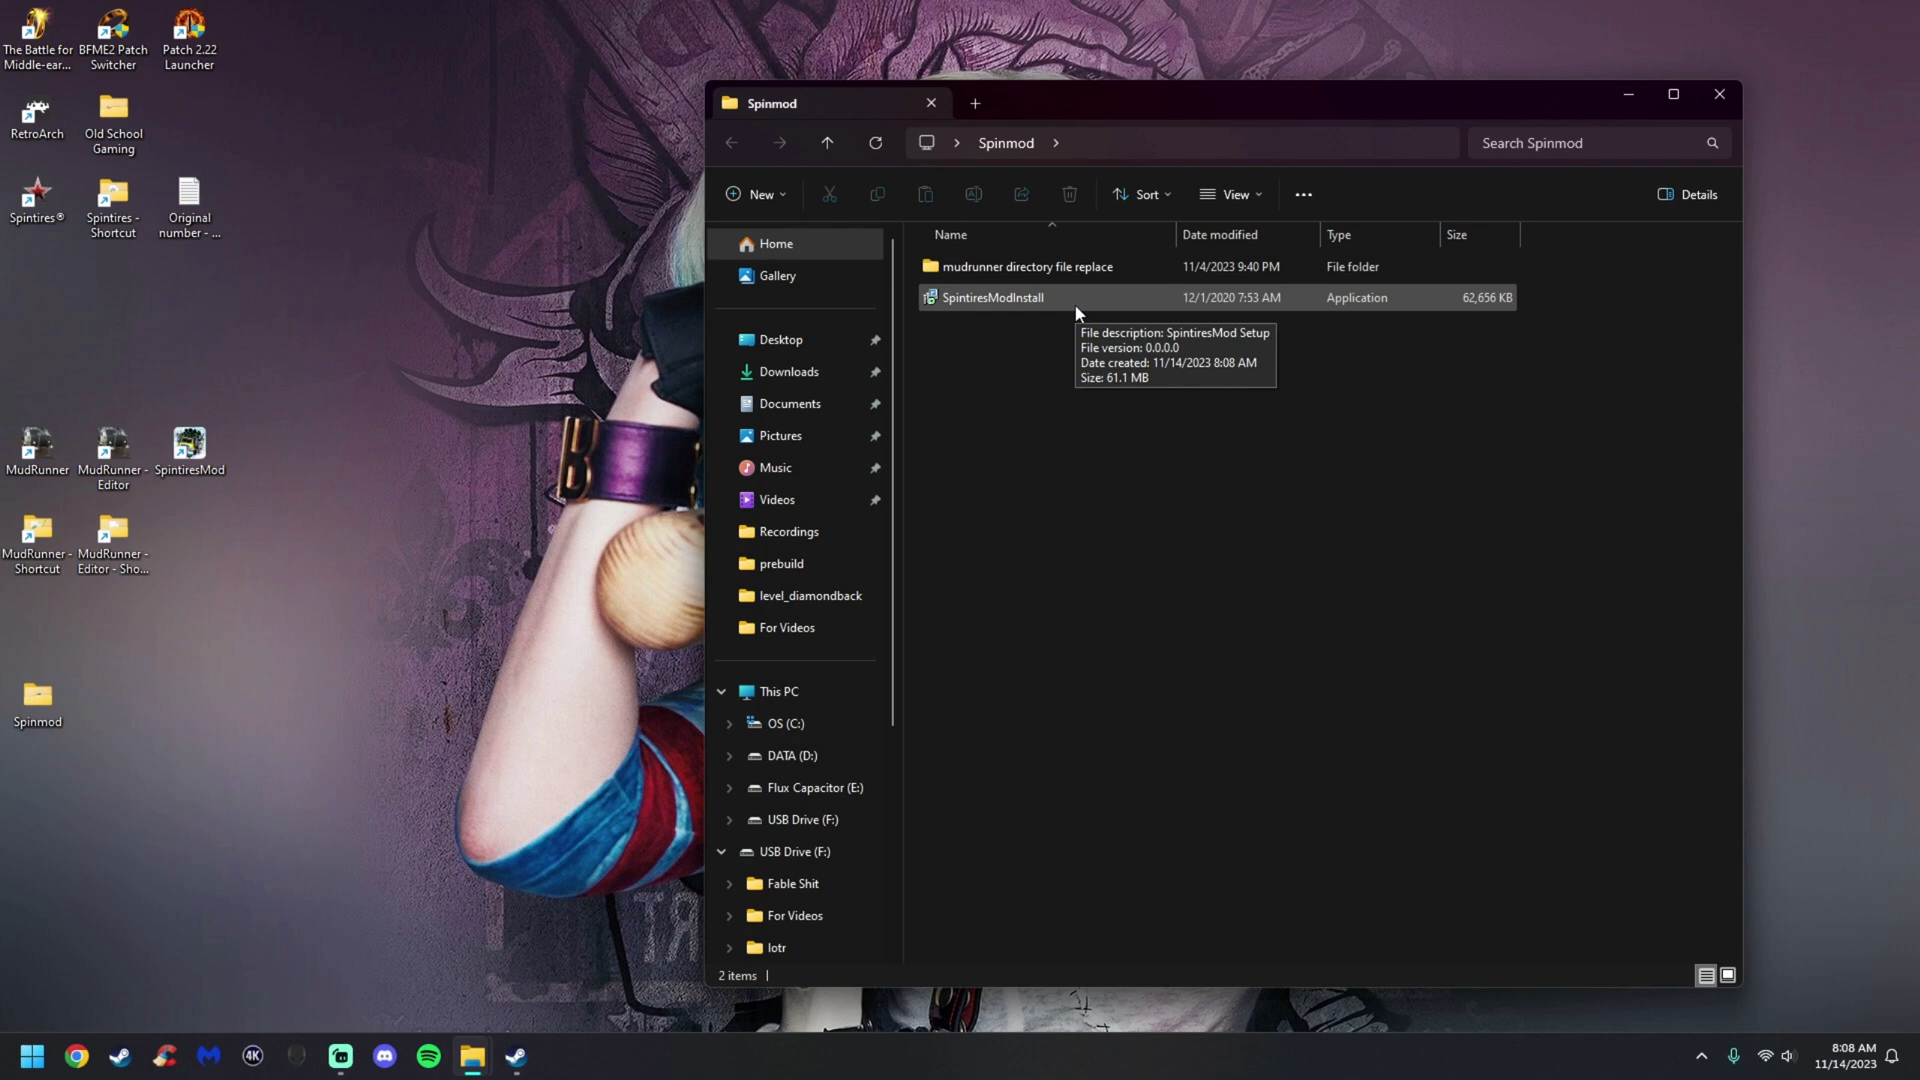 The Battle for
Middle-ear...
BFME2 Patch
Switcher
Patch 2.22
Launcher
RetroArch
Old School
Gaming
Spintires®
Spintires -
Shortcut
Original
number - ...
MudRunner
MudRunner -
Editor
SpintiresMod
MudRunner -
Shortcut
MudRunner -
Editor - Sho...
Spinmod
Spinmod
Spinmod
Search Spinmod
New
Sort
View
Details
Home
Gallery
Desktop
Downloads
Documents
Pictures
Music
Videos
Recordings
prebuild
level_diamondback
For Videos
This PC
OS (C:)
DATA (D:)
Flux Capacitor (E:)
USB Drive (F:)
USB Drive (F:)
Fable Shit
For Videos
lotr
Name Date modified Type Size
mudrunner directory file replace 11/4/2023 9:40 PM File folder
SpintiresModInstall 12/1/2020 7:53 AM Application 62,656 KB
File description: SpintiresMod Setup
File version: 0.0.0.0
Date created: 11/14/2023 8:08 AM
Size: 61.1 MB
2 items
B
4K
8:08 AM
11/14/2023